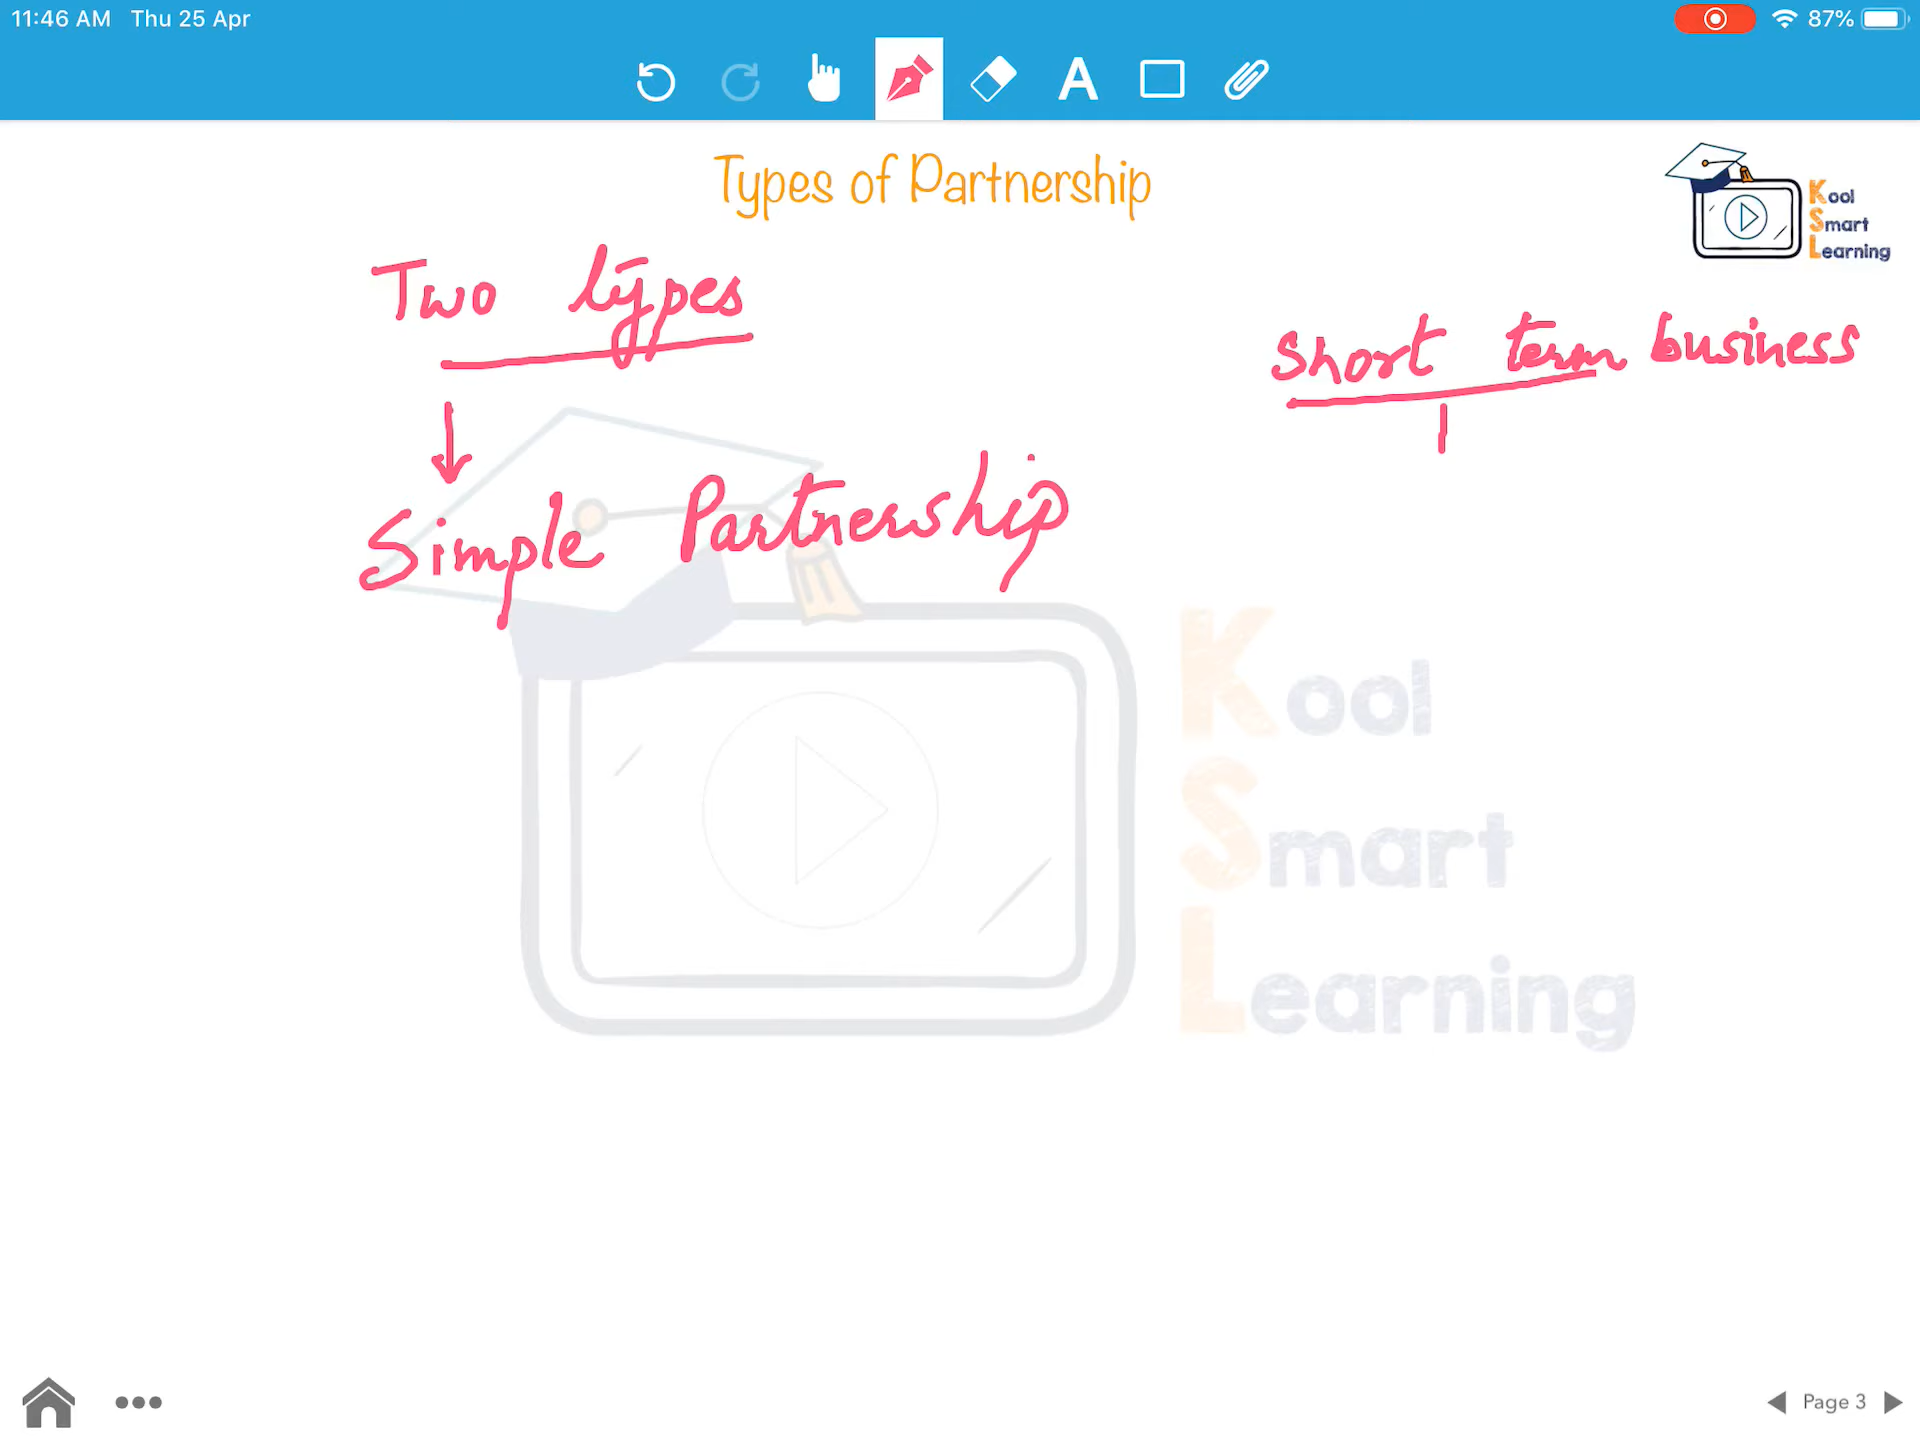 11:46 AM Thu 25 Apr
87%
A
Types of Partnership
Kool
Smart
Learning
Two types
Short term business
Simple Partnership
Kool
Smart
Learning
Page 3